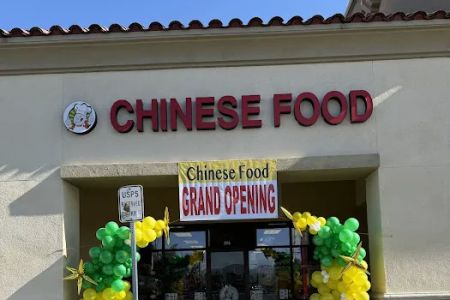 CHINESE FOOD
Chinese Food
GRAND OPENING
USPS